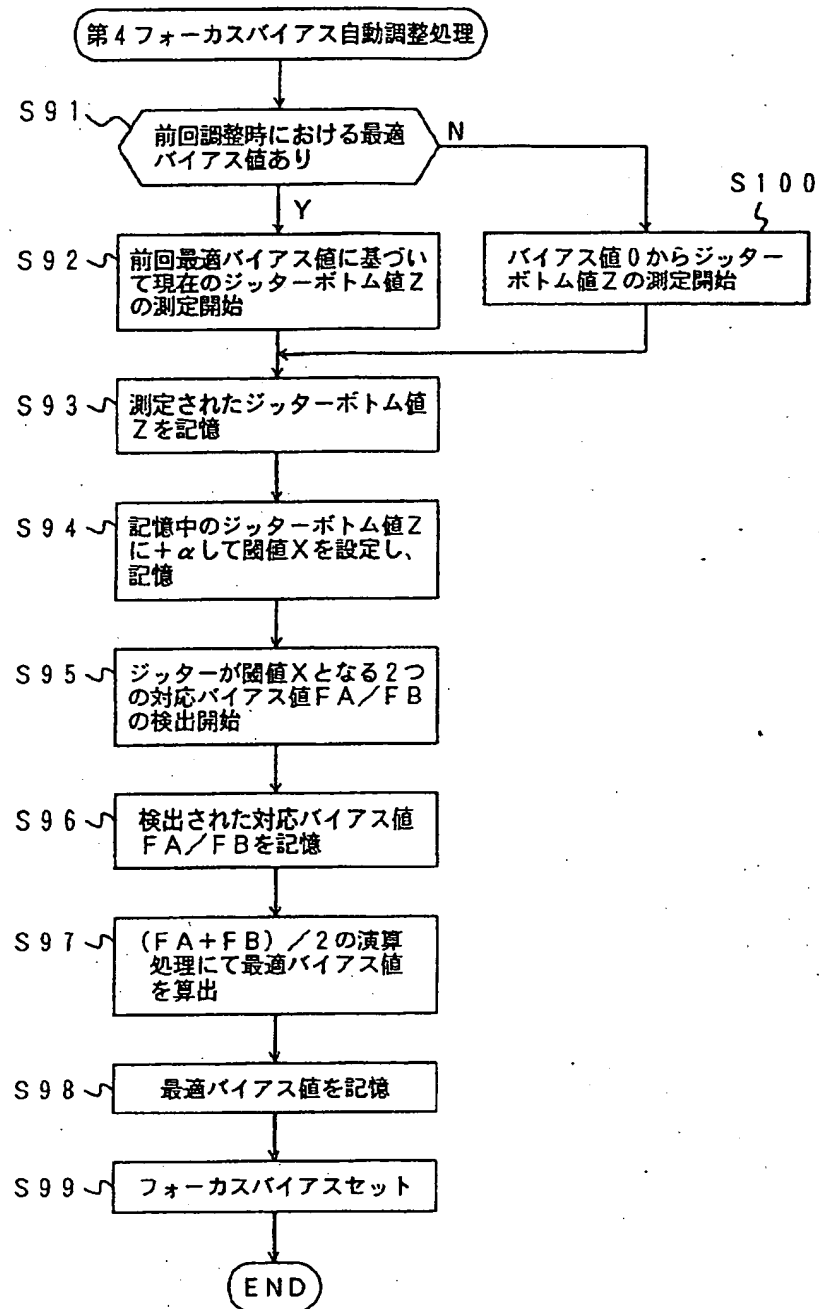 第4フォーカスバイアス自動調整処理
S91
前回調整時における最適
バイアス値あり
N
Y
S100
バイアス値0からジッター
ボトム値Zの測定開始
S92
前回最適バイアス値に基づい
て現在のジッターボトム値Z
の測定開始
S93
測定されたジッターボトム値
Zを記憶
S94
記憶中のジッターボトム値Z
に+αして閾値Xを設定し、
記憶
S95
ジッターが閾値Xとなる2つ
の対応バイアス値FA/FB
の検出開始
S96
検出された対応バイアス値
FA/FBを記憶
S97
(FA+FB)/2の演算
処理にて最適バイアス値
を算出
S98
最適バイアス値を記憶
S99
フォーカスバイアスセット
END